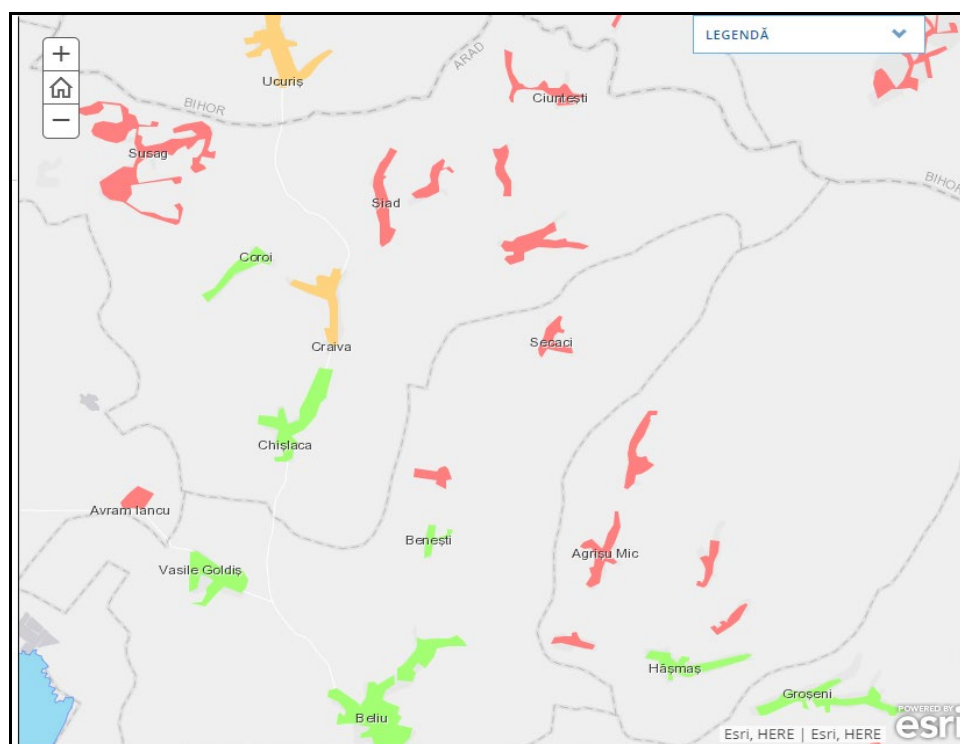 +
−
LEGENDĂ
Ucuriș
ARAD
Ciuntești
BIHOR
Susag
BIHOR
Șiad
Coroi
Secaci
Craiva
Chișlaca
Avram Iancu
Benești
Agrișu Mic
Vasile Goldiș
Hășmaș
Groșeni
Beliu
POWERED BY
esri
Esri, HERE | Esri, HERE